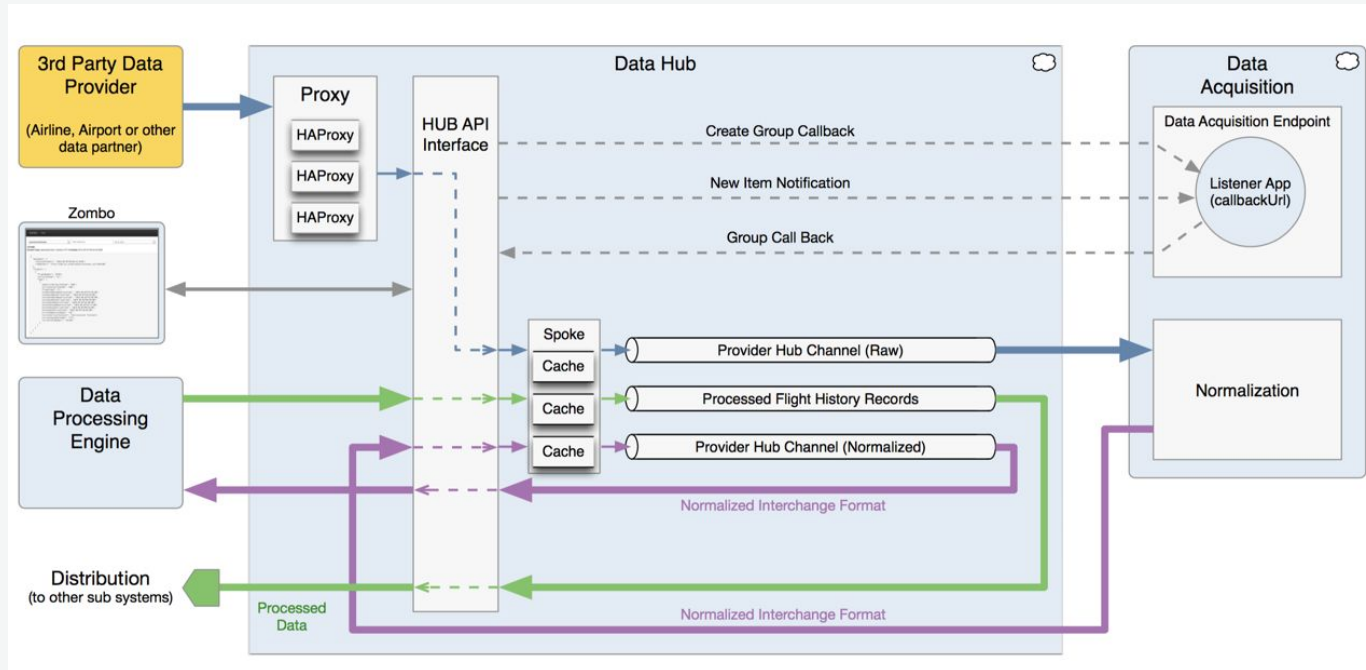 3rd Party Data
Provider
(Airline, Airport or other
data partner)
Zombo
Data
Processing
Engine
Distribution
(to other sub systems)
Data Hub
Proxy
HAProxy
HAProxy
HAProxy
HUB API
Interface
Create Group Callback
New Item Notification
Group Call Back
Spoke
Cache
Cache
Cache
Provider Hub Channel (Raw)
Processed Flight History Records
Provider Hub Channel (Normalized)
Normalized Interchange Format
Processed
Data
Normalized Interchange Format
Data
Acquisition
Data Acquisition Endpoint
Listener App
(callbackUrl)
Normalization